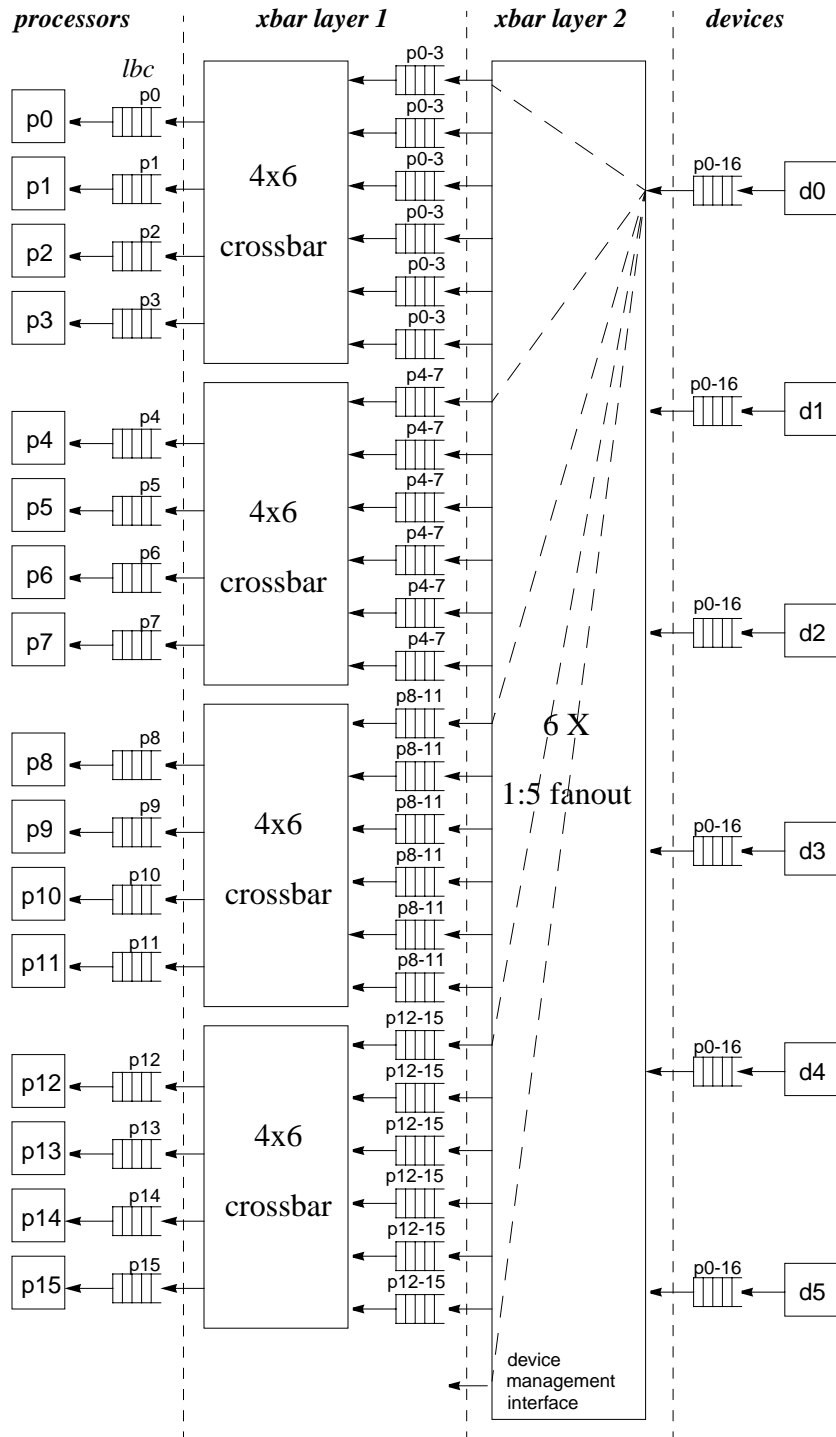 processors xbar layer 1 xbar layer 2 devices
lbc
p0-3
p0
p0
p0-3
p1
p1
p0-3
4x6
p0-16
d0
p2
p2
p0-3
crossbar
p3
p3
p0-3
p0-3
p4-7
p0-16
d1
p4
p4
p4-7
p5
p5
p4-7
4x6
p6
p6
p4-7
crossbar
p7
p7
p4-7
p4-7
p0-16
d2
p8-11
6 X
p8
p8
p8-11
1:5 fanout
p9
p9
p8-11
4x6
p0-16
d3
p10
p10
p8-11
crossbar
p11
p11
p8-11
p8-11
p12-15
p0-16
d4
p12
p12
p12-15
p13
p13
p12-15
4x6
p14
p14
p12-15
crossbar
p15
p15
p12-15
p12-15
p0-16
d5
device
management
interface